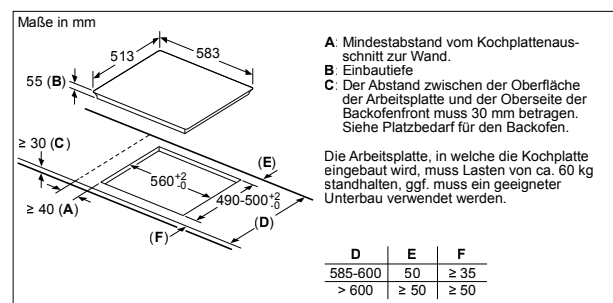 Maße in mm
513
583
55 (B)
≥ 30 (C)
560+2-0
490-500+2-0
(E)
(D)
(F)
≥ 40 (A)
A: Mindestabstand vom Kochplattenaus-
schnitt zur Wand.
B: Einbautiefe
C: Der Abstand zwischen der Oberfläche
der Arbeitsplatte und der Oberseite der
Backofenfront muss 30 mm betragen.
Siehe Platzbedarf für den Backofen.
Die Arbeitsplatte, in welche die Kochplatte
eingebaut wird, muss Lasten von ca. 60 kg
standhalten, ggf. muss ein geeigneter
Unterbau verwendet werden.
D E F
585-600 50 ≥ 35
> 600 ≥ 50 ≥ 50